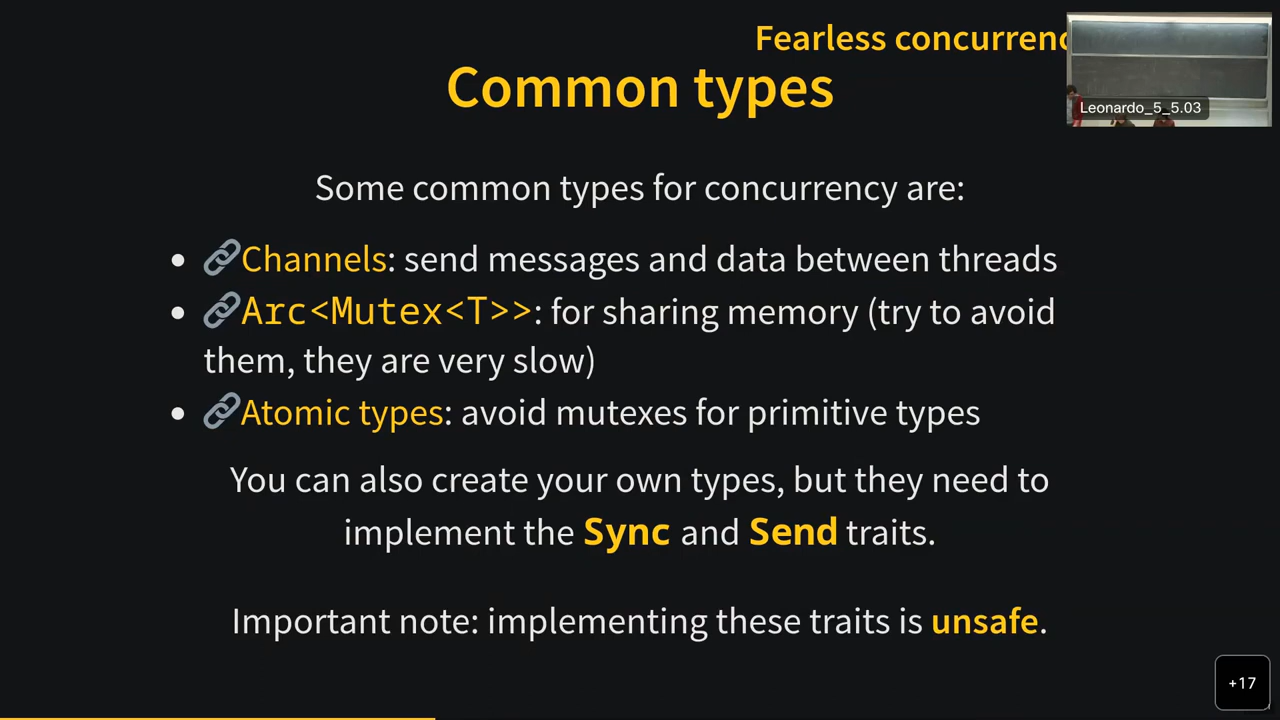 Fearless concurrenc
Common types
Leonardo_5_5.03
Some common types for concurrency are:
• 🔗Channels: send messages and data between threads
• 🔗Arc<Mutex<T>>: for sharing memory (try to avoid
them, they are very slow)
• 🔗Atomic types: avoid mutexes for primitive types
You can also create your own types, but they need to
implement the Sync and Send traits.
Important note: implementing these traits is unsafe.
+17